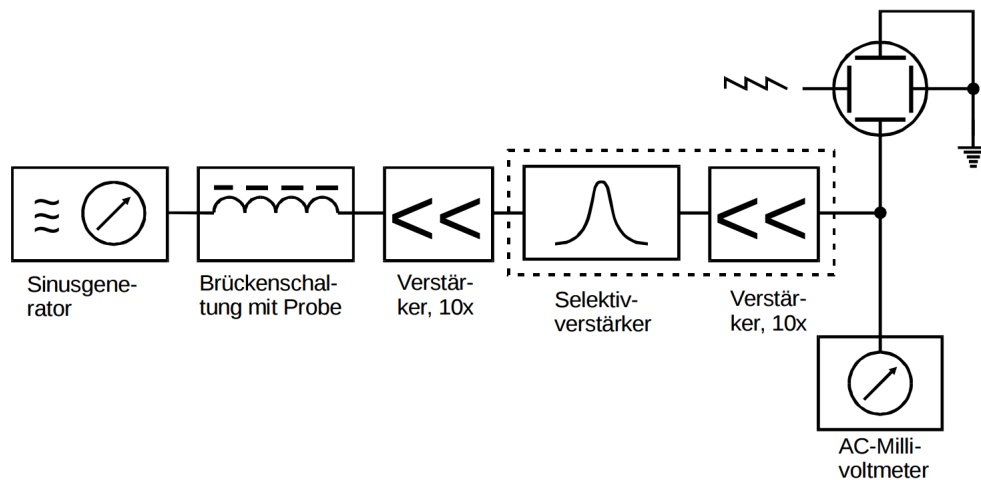 Sinusgene-
rator
Brückenschal-
tung mit Probe
Verstär-
ker, 10x
Selektiv-
verstärker
Verstär-
ker, 10x
AC-Milli-
voltmeter